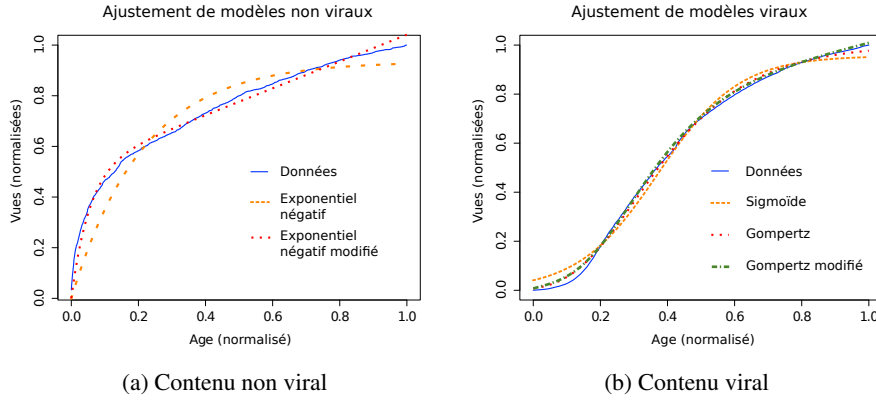 Ajustement de modèles non viraux
Vues (normalisées)
1.0
0.8
0.6
0.4
0.2
0.0
Données
Exponentiel
négatif
Exponentiel
négatif modifié
0.0 0.2 0.4 0.6 0.8 1.0
Age (normalisé)
(a) Contenu non viral
Ajustement de modèles viraux
Vues (normalisées)
1.0
0.8
0.6
0.4
0.2
0.0
Données
Sigmoïde
Gompertz
Gompertz modifié
0.0 0.2 0.4 0.6 0.8 1.0
Age (normalisé)
(b) Contenu viral